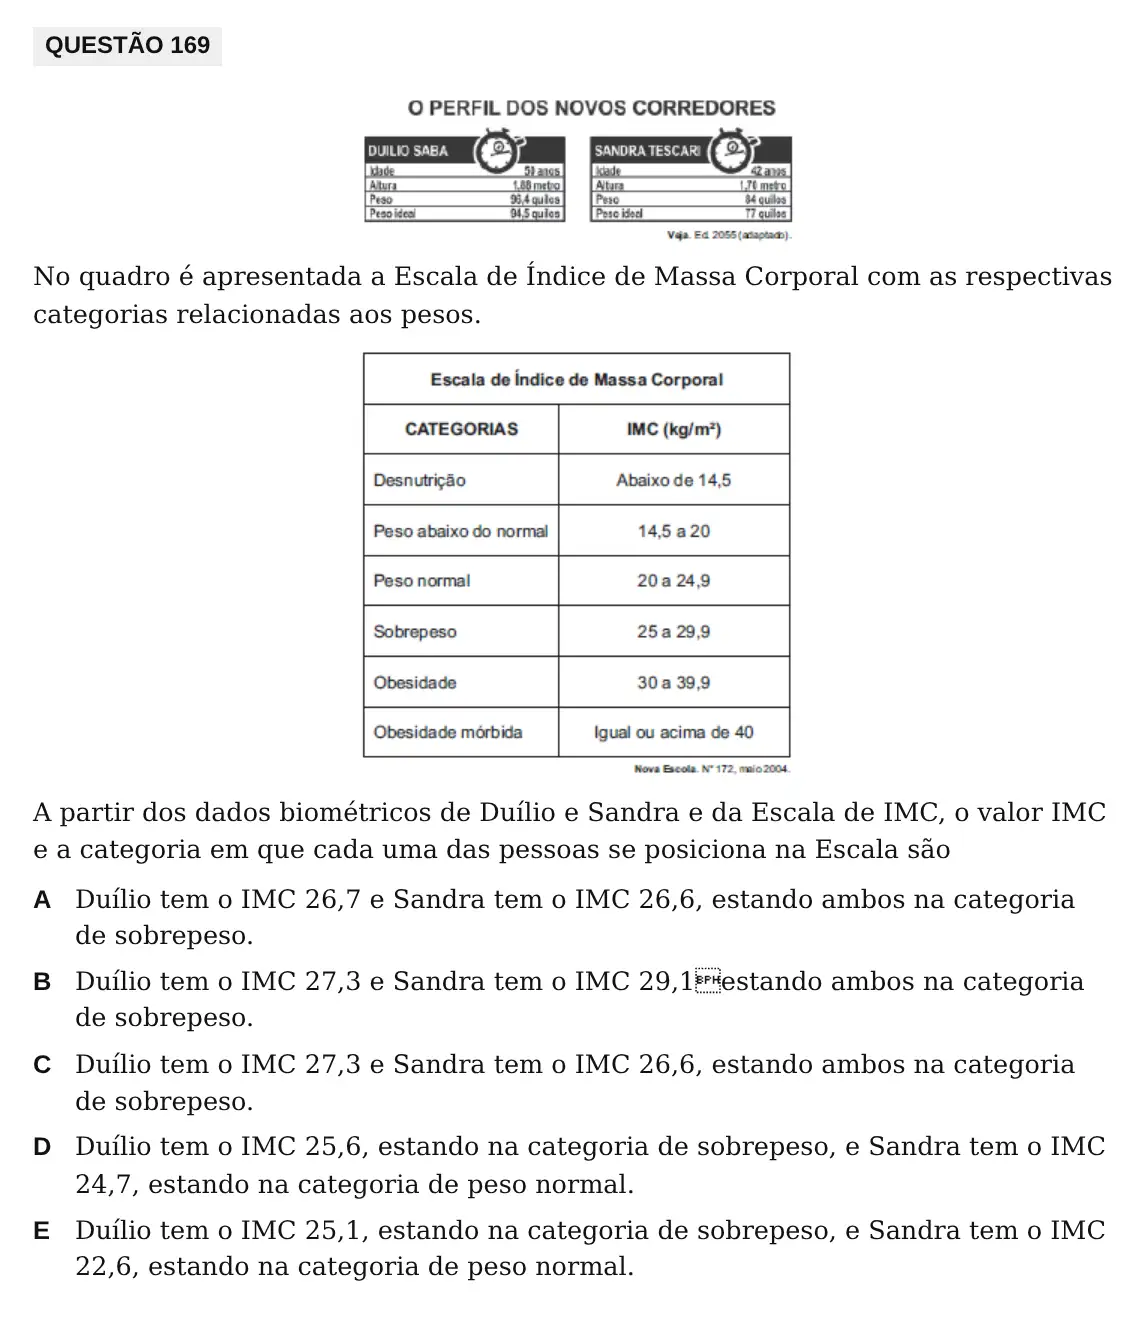 QUESTÃO 169
O PERFIL DOS NOVOS CORREDORES
DUILIO SABA
Idade 50 anos
Altura 1,88 metro
Peso 96,4 quilos
Peso ideal 94,5 quilos
SANDRA TESCARI
Idade 42 anos
Altura 1,70 metro
Peso 84 quilos
Peso ideal 77 quilos
Veja. Ed. 2055 (adaptado).
No quadro é apresentada a Escala de Índice de Massa Corporal com as respectivas
categorias relacionadas aos pesos.
Escala de Índice de Massa Corporal
CATEGORIAS IMC (kg/m²)
Desnutrição Abaixo de 14,5
Peso abaixo do normal 14,5 a 20
Peso normal 20 a 24,9
Sobrepeso 25 a 29,9
Obesidade 30 a 39,9
Obesidade mórbida Igual ou acima de 40
Nova Escola. N° 172, maio 2004.
A partir dos dados biométricos de Duílio e Sandra e da Escala de IMC, o valor IMC
e a categoria em que cada uma das pessoas se posiciona na Escala são
A Duílio tem o IMC 26,7 e Sandra tem o IMC 26,6, estando ambos na categoria
de sobrepeso.
B Duílio tem o IMC 27,3 e Sandra tem o IMC 29,1estando ambos na categoria
de sobrepeso.
C Duílio tem o IMC 27,3 e Sandra tem o IMC 26,6, estando ambos na categoria
de sobrepeso.
D Duílio tem o IMC 25,6, estando na categoria de sobrepeso, e Sandra tem o IMC
24,7, estando na categoria de peso normal.
E Duílio tem o IMC 25,1, estando na categoria de sobrepeso, e Sandra tem o IMC
22,6, estando na categoria de peso normal.